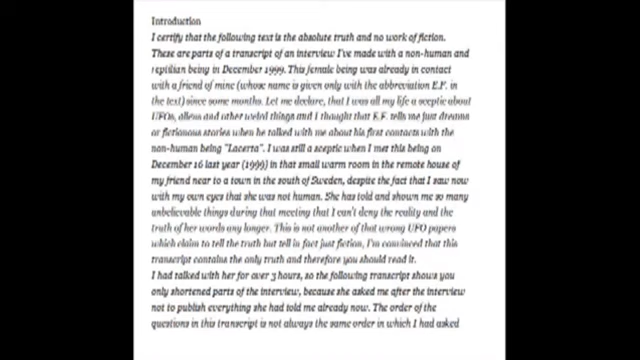 Introduction
I certify that the following text is the absolute truth and no work of fiction.
These are parts of a transcript of an interview I've made with a non-human and
reptilian being in December 1999. This female being was already in contact
with a friend of mine (whose name is given only with the abbreviation E.F. in
the text) since some months. Let me declare, that I was all my life a sceptic about
UFOs, aliens and other weird things and I thought that E.F. tells me just dreams
or fictionous stories when he talked with me about his first contacts with the
non-human being "Lacerta". I was still a sceptic when I met this being on
December 16 last year (1999) in that small warm room in the remote house of
my friend near to a town in the south of Sweden, despite the fact that I saw now
with my own eyes that she was not human. She has told and shown me so many
unbelievable things during that meeting that I can't deny the reality and the
truth of her words any longer. This is not another of that wrong UFO papers
which claim to tell the truth but tell in fact just fiction, I'm convinced that this
transcript contains the only truth and therefore you should read it.
I had talked with her for over 3 hours, so the following transcript shows you
only shortened parts of the interview, because she asked me after the interview
not to publish everything she had told me already now. The order of the
questions in this transcript is not always the same order in which I had asked